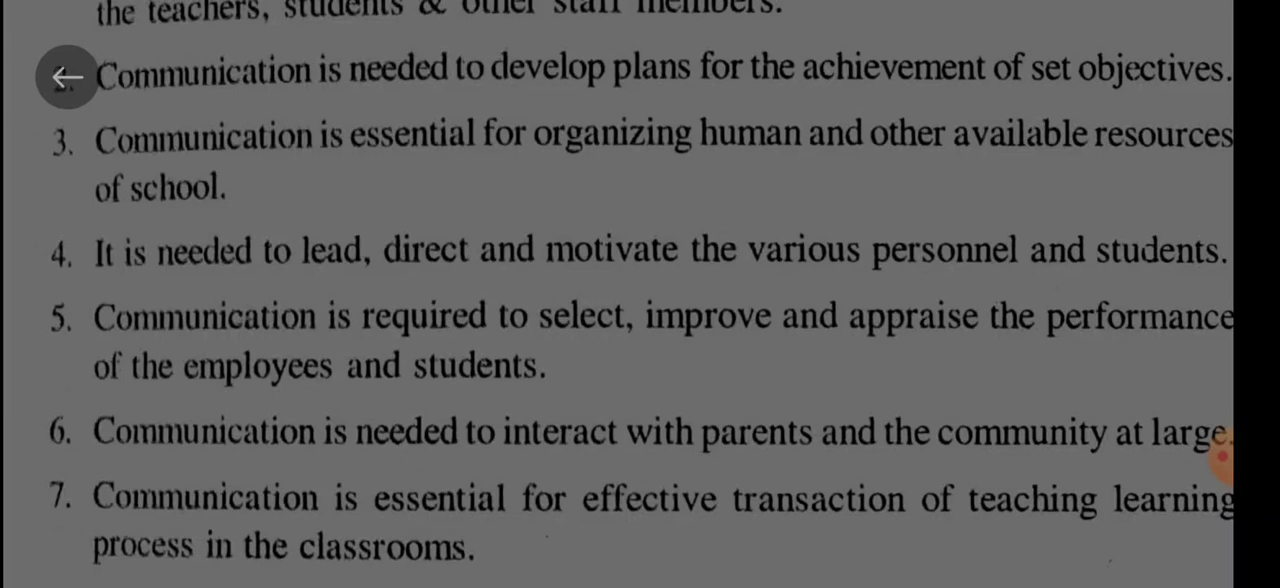 the teachers, students & other staff members.
Communication is needed to develop plans for the achievement of set objectives.
3. Communication is essential for organizing human and other available resources
of school.
4. It is needed to lead, direct and motivate the various personnel and students.
5. Communication is required to select, improve and appraise the performance
of the employees and students.
6. Communication is needed to interact with parents and the community at large.
7. Communication is essential for effective transaction of teaching learning
process in the classrooms.